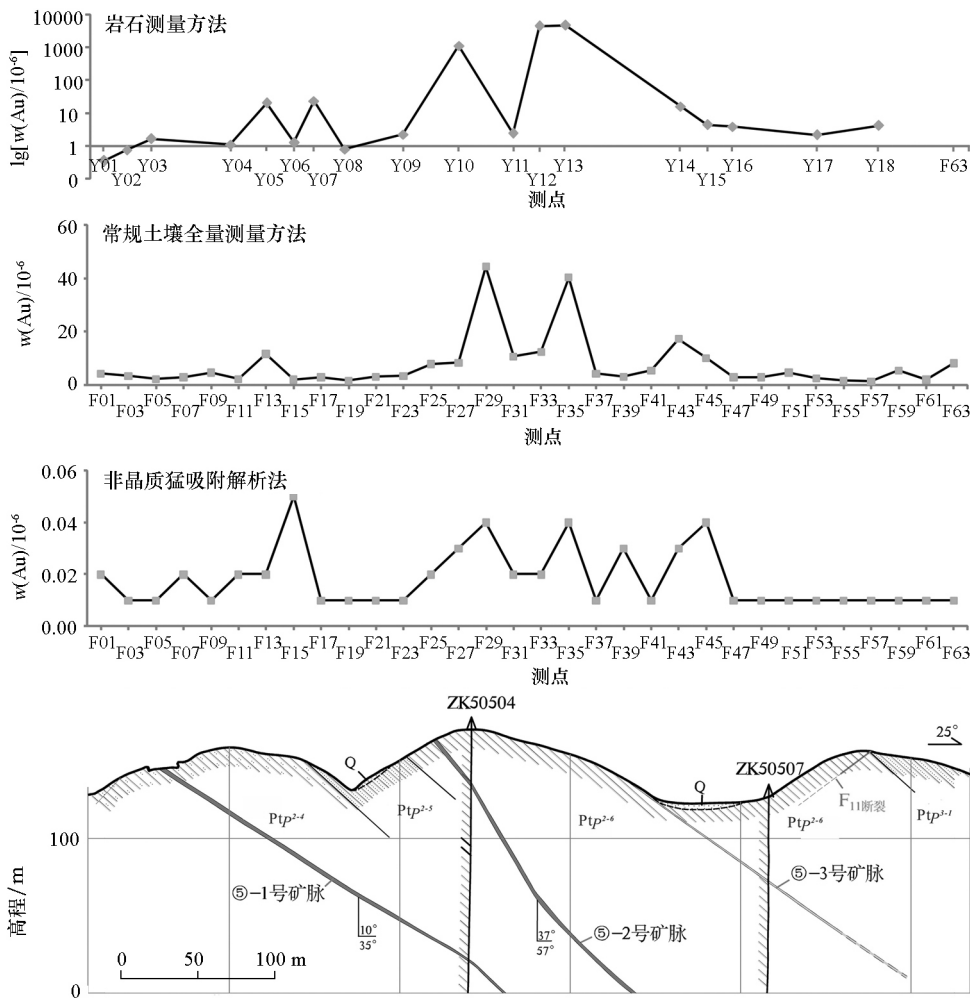 岩石测量方法
lg[w(Au)/10-6]
10000
1000
100
10
1
0
Y01 Y03 Y04 Y06 Y08 Y09 Y10 Y11 Y13 Y14 Y16 Y17 Y18 F63
Y02 Y05 Y07 Y12 Y15
测点
常规土壤全量测量方法
w(Au)/10-6
60
40
20
0
F01 F05 F09 F13 F17 F21 F25 F29 F33 F37 F41 F45 F49 F53 F57 F61
F03 F07 F11 F15 F19 F23 F27 F31 F35 F39 F43 F47 F51 F55 F59 F63
测点
非晶质猛吸附解析法
w(Au)/10-6
0.06
0.04
0.02
0.00
F01 F05 F09 F13 F17 F21 F25 F29 F33 F37 F41 F45 F49 F53 F57 F61
F03 F07 F11 F15 F19 F23 F27 F31 F35 F39 F43 F47 F51 F55 F59 F63
测点
ZK50504
25°
Q
ZK50507
Q
F11断裂
PtP2-4
PtP2-5
PtP2-6
PtP2-6
PtP3-1
100
高程/m
⑤-1号矿脉
⑤-3号矿脉
10°
35°
37°
57°
⑤-2号矿脉
0 50 100 m
0